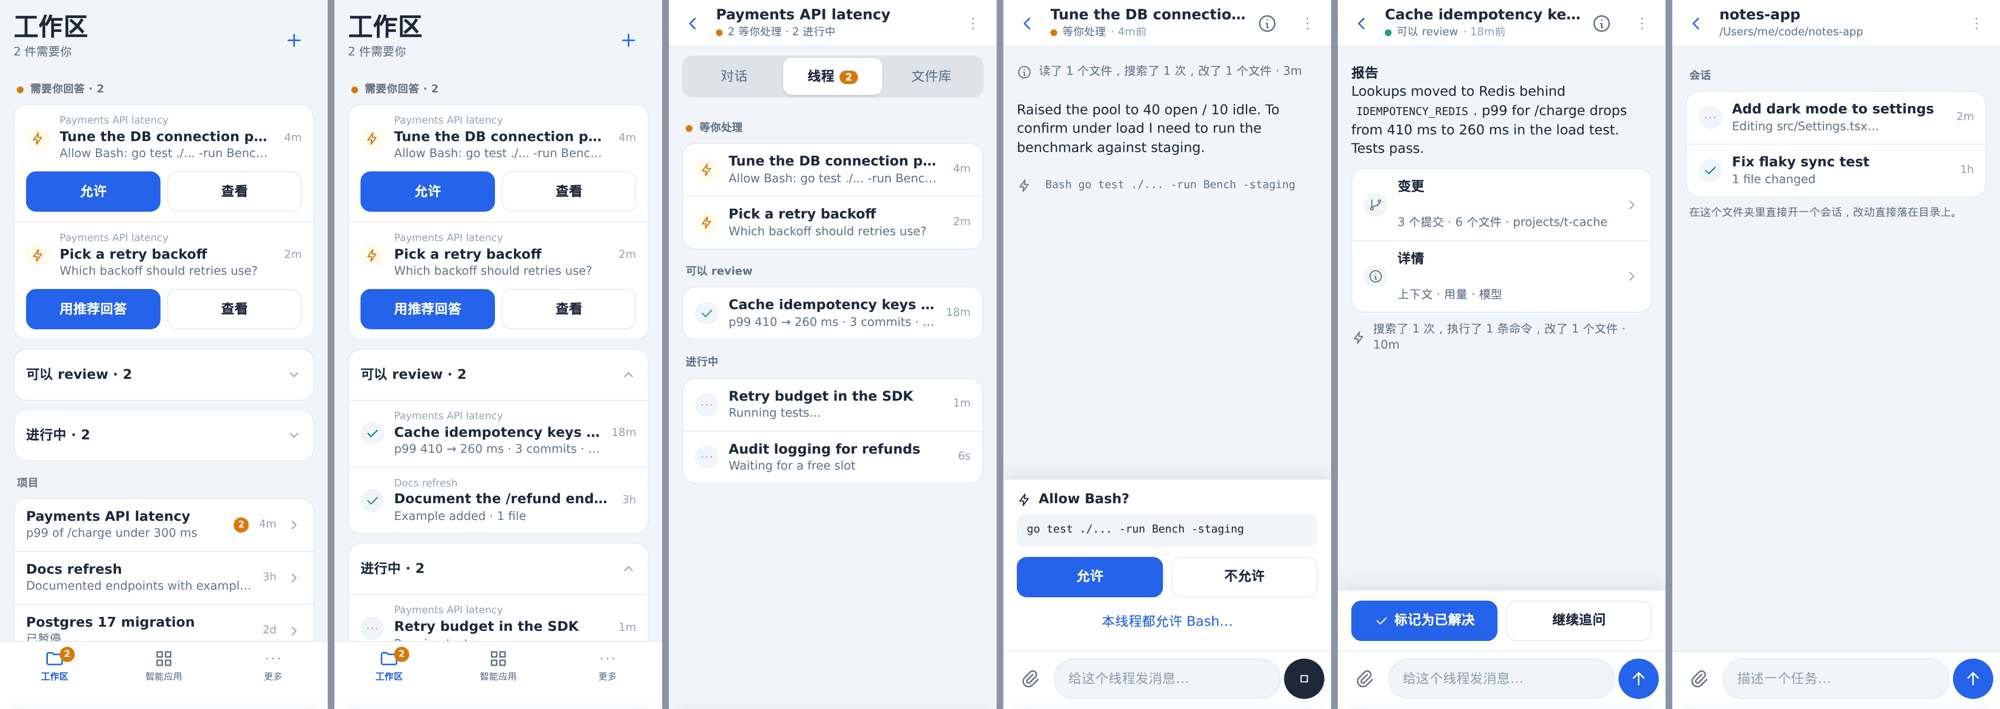 工作区
2 件需要你
需要你回答 · 2
Payments API latency
Tune the DB connection p...
4m
Allow Bash: go test ./... -run Benc...
允许
查看
Payments API latency
Pick a retry backoff
2m
Which backoff should retries use?
用推荐回答
查看
可以 review · 2
进行中 · 2
项目
Payments API latency
2
4m
p99 of /charge under 300 ms
Docs refresh
3h
Documented endpoints with exampl...
Postgres 17 migration
2d
已暂停
2
工作区
智能应用
更多
工作区
2 件需要你
需要你回答 · 2
Payments API latency
Tune the DB connection p...
4m
Allow Bash: go test ./... -run Benc...
允许
查看
Payments API latency
Pick a retry backoff
2m
Which backoff should retries use?
用推荐回答
查看
可以 review · 2
Payments API latency
Cache idempotency keys ...
18m
p99 410 → 260 ms · 3 commits · ...
Docs refresh
Document the /refund end...
3h
Example added · 1 file
进行中 · 2
Payments API latency
Retry budget in the SDK
1m
2
工作区
智能应用
更多
Payments API latency
2 等你处理 · 2 进行中
对话
线程 2
文件库
等你处理
Tune the DB connection p...
4m
Allow Bash: go test ./... -run Benc...
Pick a retry backoff
2m
Which backoff should retries use?
可以 review
Cache idempotency keys ...
18m
p99 410 → 260 ms · 3 commits · ...
进行中
Retry budget in the SDK
1m
Running tests...
Audit logging for refunds
6s
Waiting for a free slot
Tune the DB connectio...
等你处理 · 4m前
读了 1 个文件，搜索了 1 次，改了 1 个文件 · 3m
Raised the pool to 40 open / 10 idle. To
confirm under load I need to run the
benchmark against staging.
Bash go test ./... -run Bench -staging
Allow Bash?
go test ./... -run Bench -staging
允许
不允许
本线程都允许 Bash...
给这个线程发消息...
Cache idempotency ke...
可以 review · 18m前
报告
Lookups moved to Redis behind
IDEMPOTENCY_REDIS . p99 for /charge drops
from 410 ms to 260 ms in the load test.
Tests pass.
变更
3 个提交 · 6 个文件 · projects/t-cache
详情
上下文 · 用量 · 模型
搜索了 1 次，执行了 1 条命令，改了 1 个文件 ·
10m
标记为已解决
继续追问
给这个线程发消息...
notes-app
/Users/me/code/notes-app
会话
Add dark mode to settings
2m
Editing src/Settings.tsx...
Fix flaky sync test
1h
1 file changed
在这个文件夹里直接开一个会话，改动直接落在目录上。
描述一个任务...